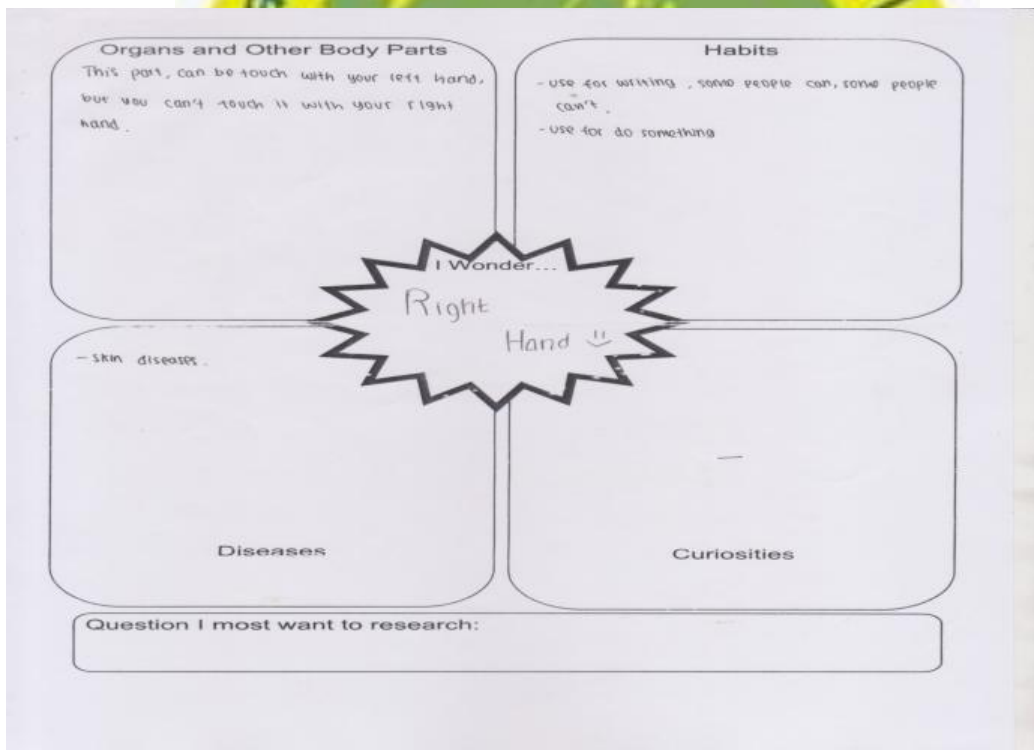 Organs and Other Body Parts
This part, can be touch with your left hand,
but you can't touch it with your right
hand.
Habits
- use for writing, some people can, some people
can't.
- use for do something
I Wonder...
Right
Hand
- skin diseases.
Diseases
—
Curiosities
Question I most want to research: